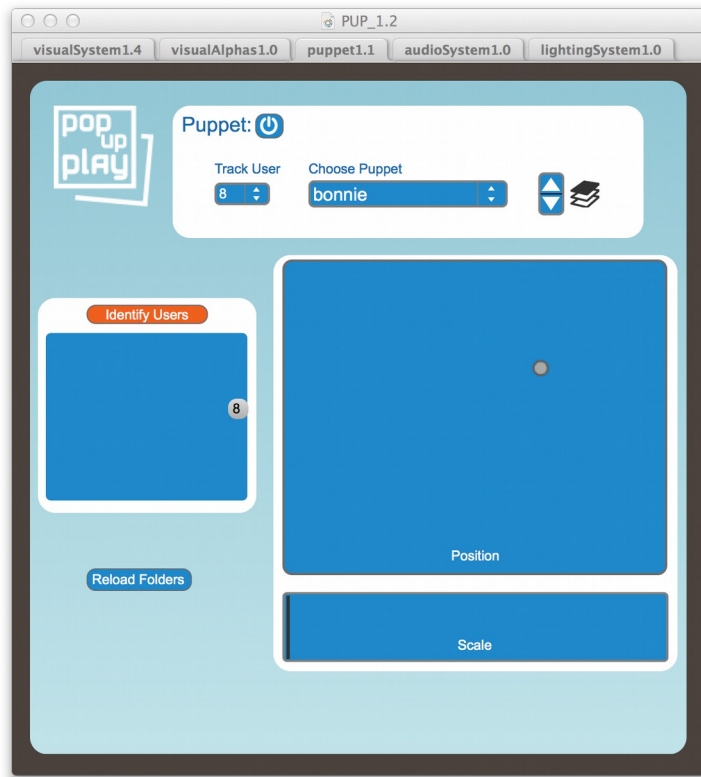 PUP_1.2
visualSystem1.4 visualAlphas1.0 puppet1.1 audioSystem1.0 lightingSystem1.0
pop
up
play
Puppet:
Track User Choose Puppet
8 bonnie
Identify Users
8
Position
Reload Folders
Scale